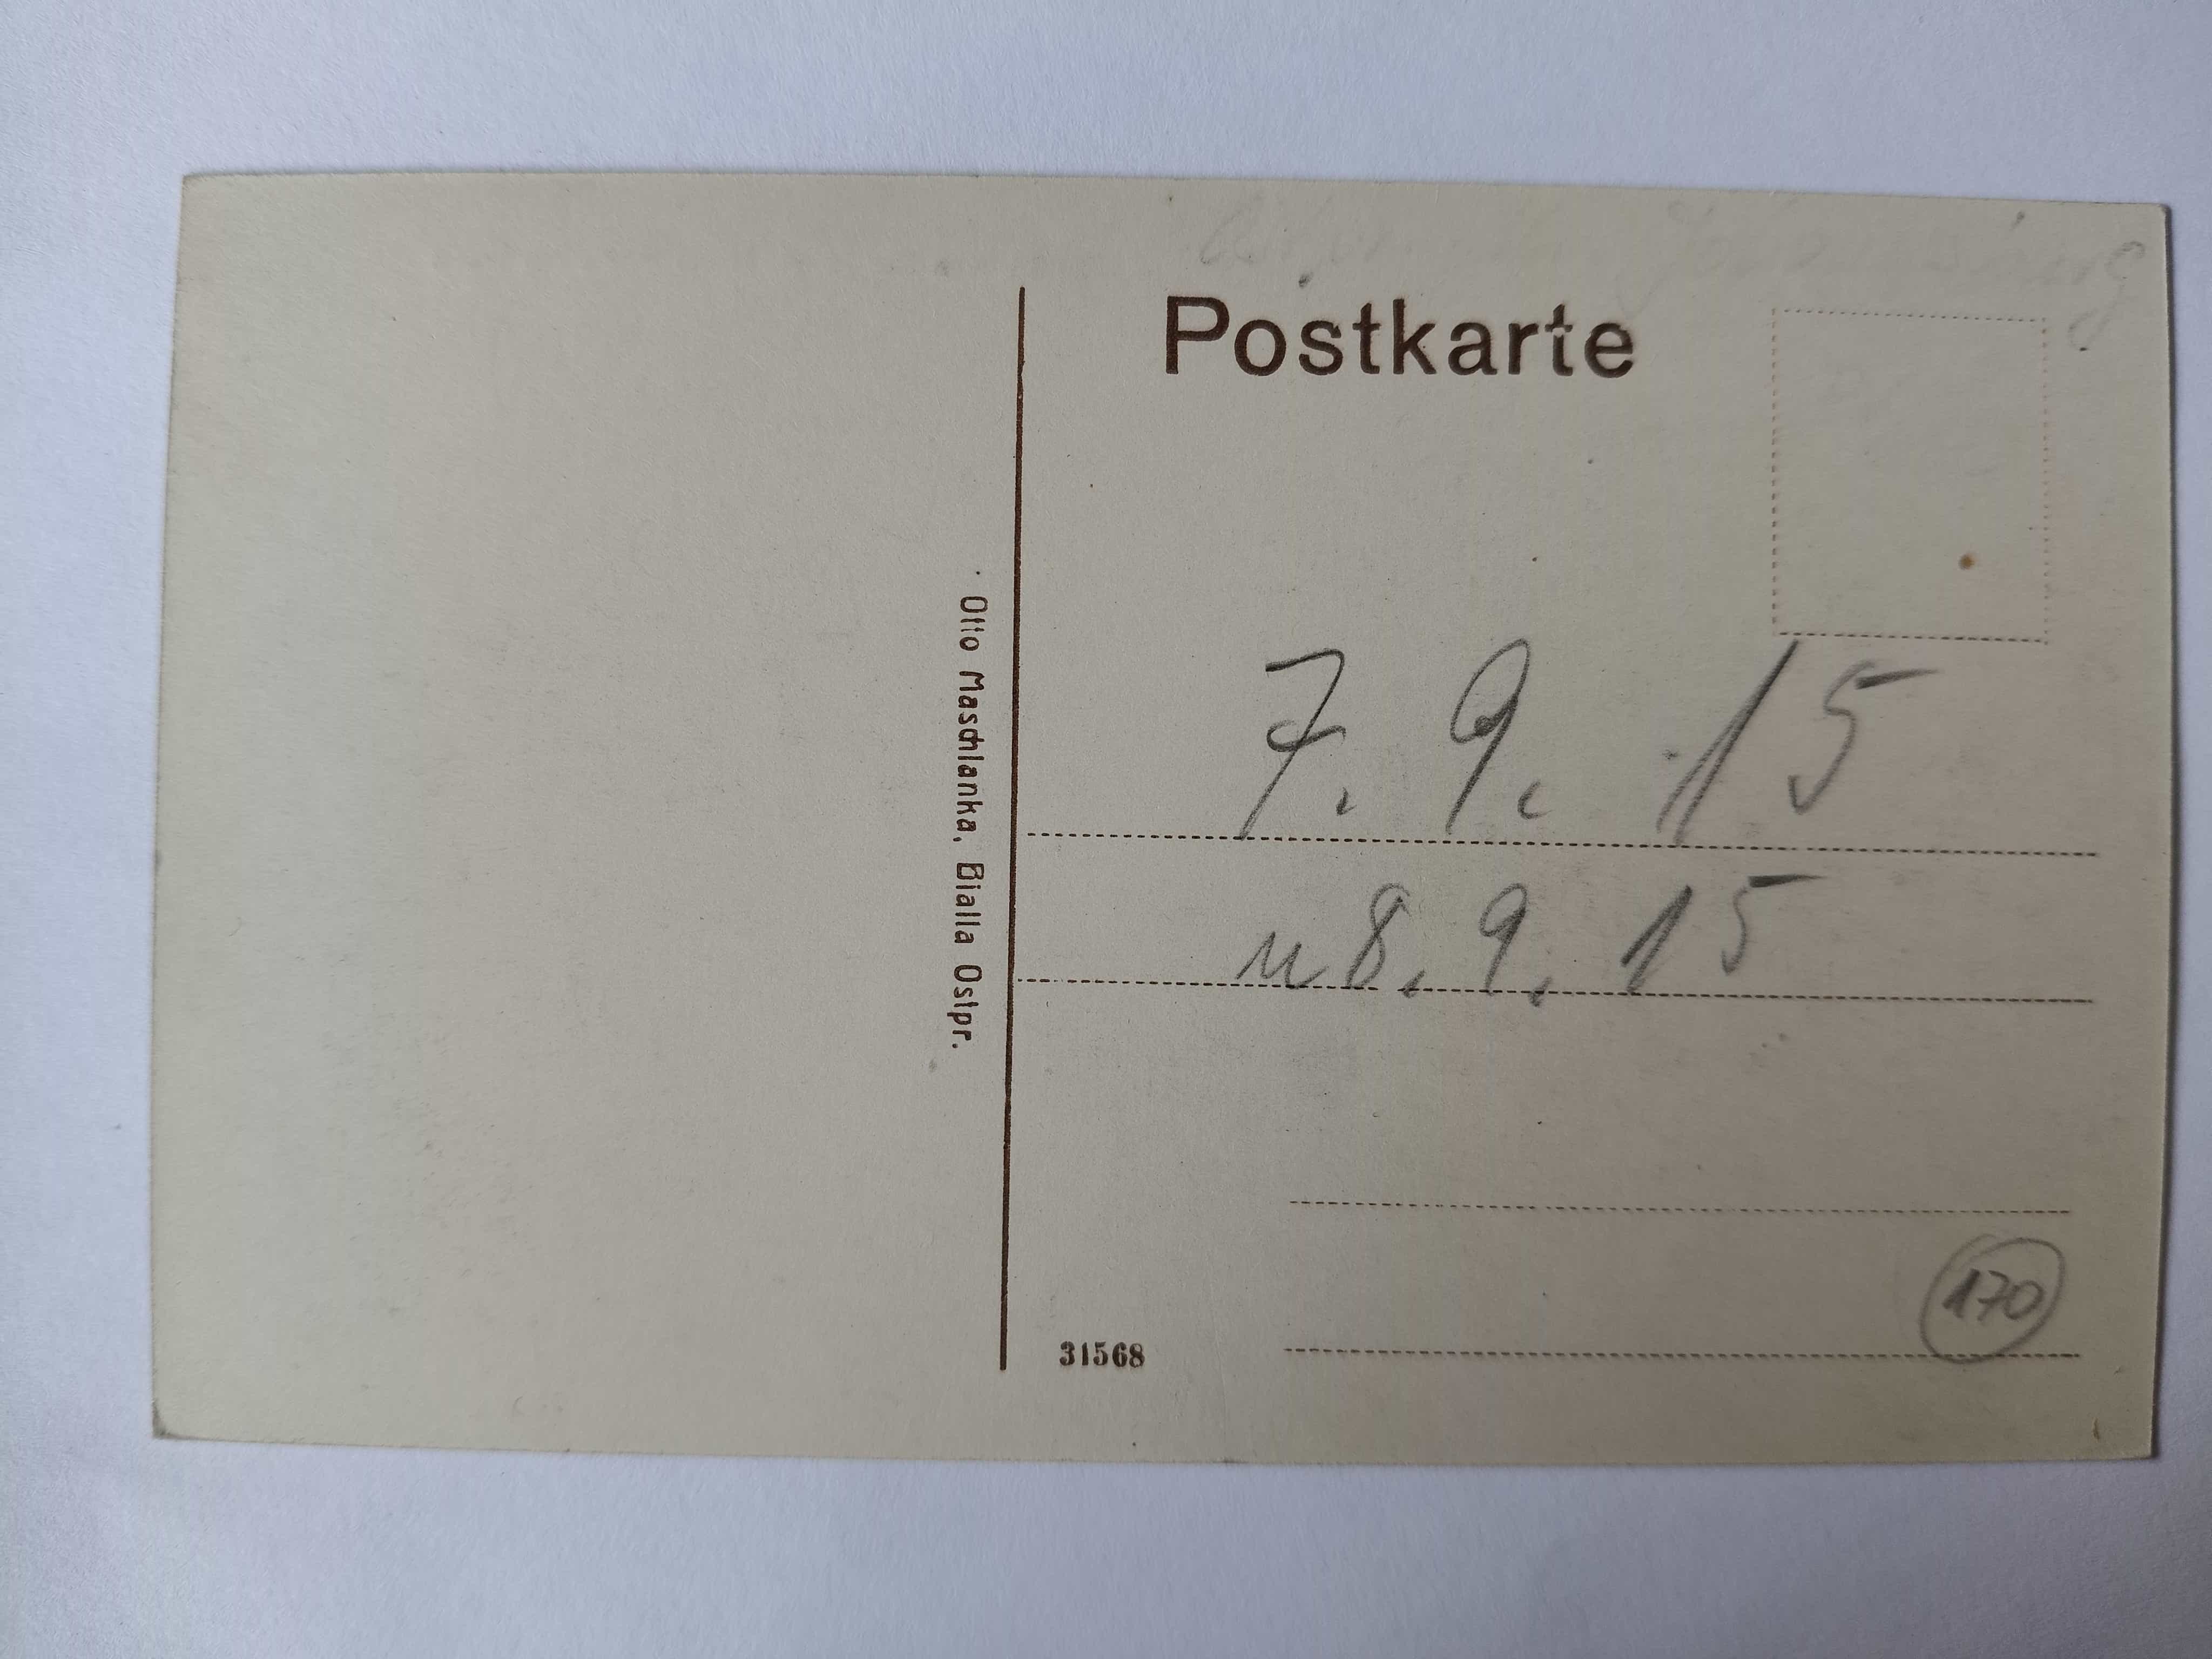 Postkarte
Otto Maschlanka, Bialla Ostpr.
7. 9. 15
u 8. 9. 15
170
31568